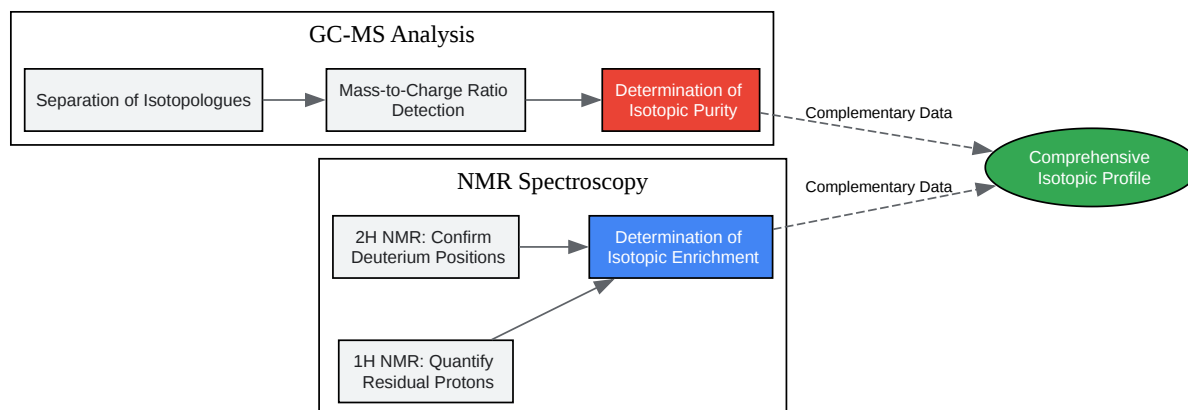 GC-MS Analysis
Separation of Isotopologues
Mass-to-Charge Ratio
Detection
Determination of
Isotopic Purity
Complementary Data
Comprehensive
Isotopic Profile
NMR Spectroscopy
2H NMR: Confirm
Deuterium Positions
Determination of
Isotopic Enrichment
Complementary Data
1H NMR: Quantify
Residual Protons